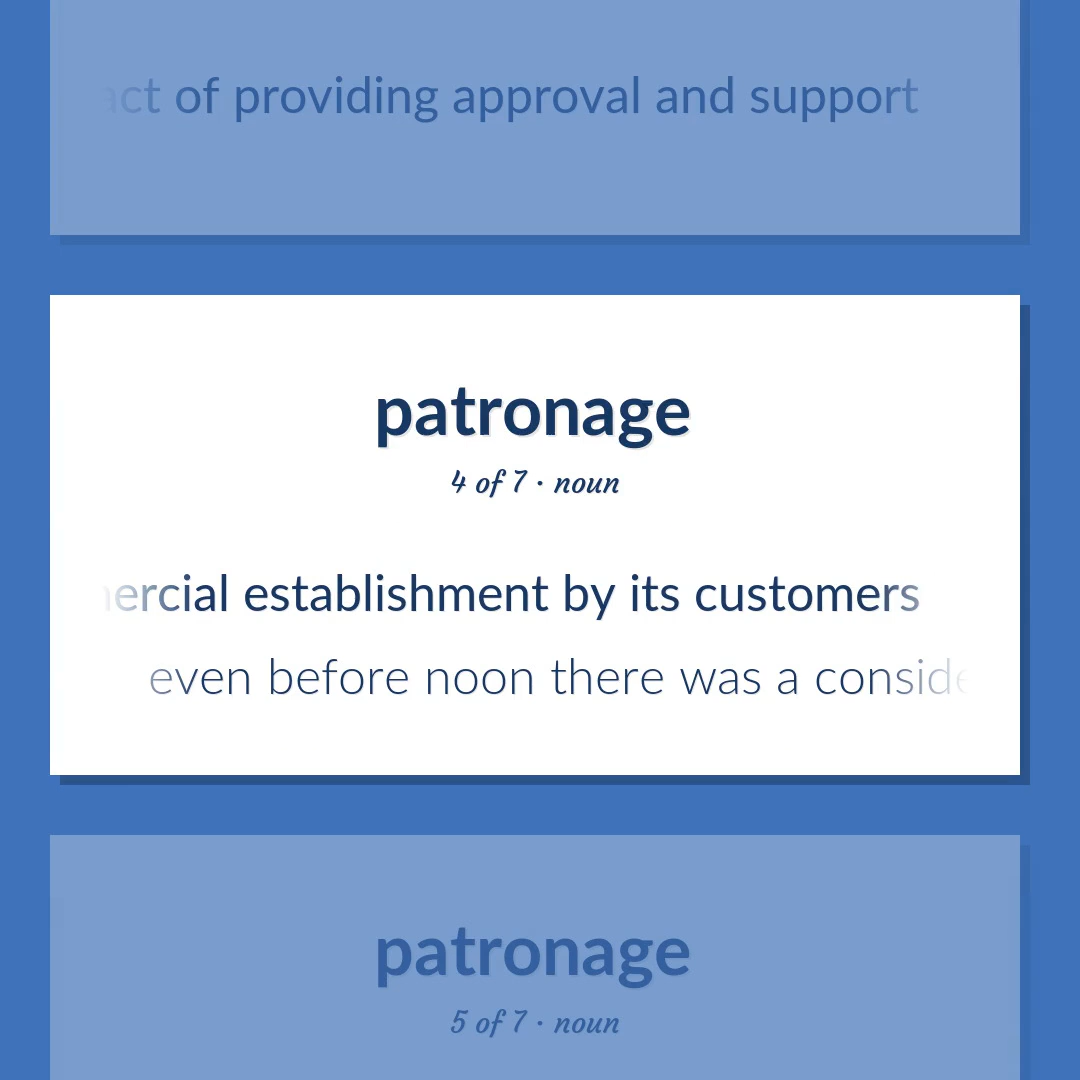 act of providing approval and support
patronage
4 of 7 · noun
ercial establishment by its customers
even before noon there was a conside
patronage
5 of 7 · noun